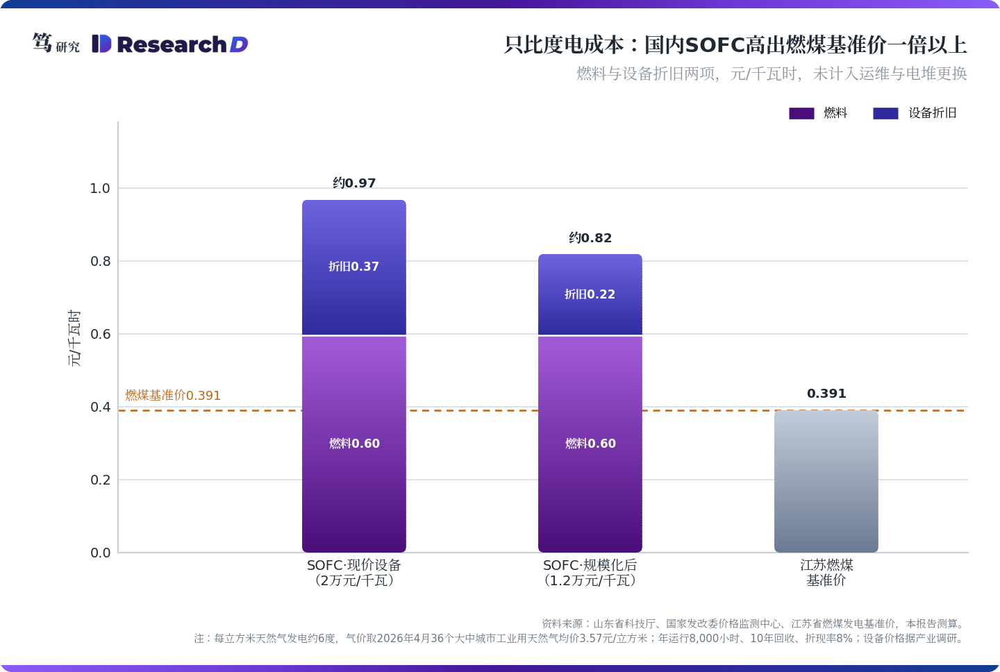 笃 研究 ResearchD
只比度电成本：国内SOFC高出燃煤基准价一倍以上
燃料与设备折旧两项，元/千瓦时，未计入运维与电堆更换
燃料 设备折旧
元/千瓦时
1.0
0.8
0.6
0.4
0.2
0.0
约0.97
折旧0.37
燃料0.60
约0.82
折旧0.22
燃料0.60
0.391
燃煤基准价0.391
SOFC·现价设备
（2万元/千瓦）
SOFC·规模化后
（1.2万元/千瓦）
江苏燃煤
基准价
资料来源：山东省科技厅、国家发改委价格监测中心、江苏省燃煤发电基准价，本报告测算。
注：每立方米天然气发电约6度，气价取2026年4月36个大中城市工业用天然气均价3.57元/立方米；年运行8,000小时、10年回收、折现率8%；设备价格据产业调研。